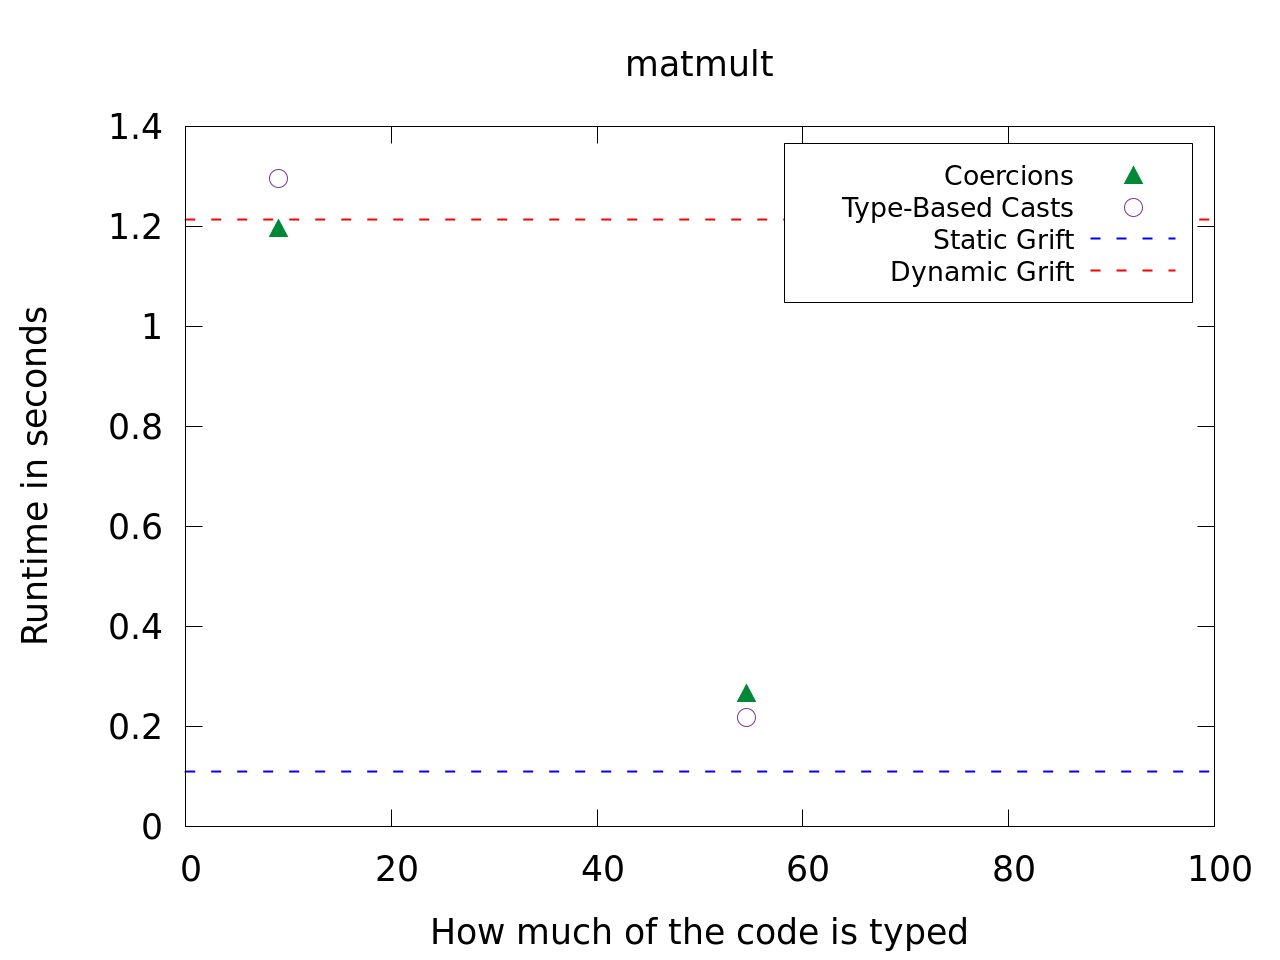 matmult
1.4
1.2
1
0.8
0.6
0.4
0.2
0
Runtime in seconds
Coercions
Type-Based Casts
Static Grift
Dynamic Grift
0 20 40 60 80 100
How much of the code is typed